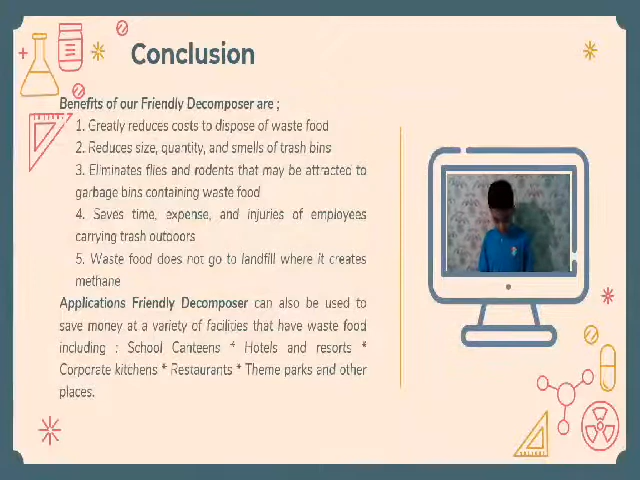 Conclusion
Benefits of our Friendly Decomposer are ;
1. Greatly reduces costs to dispose of waste food
2. Reduces size, quantity, and smells of trash bins
3. Eliminates flies and rodents that may be attracted to
garbage bins containing waste food
4. Saves time, expense, and injuries of employees
carrying trash outdoors
5. Waste food does not go to landfill where it creates
methane
Applications Friendly Decomposer can also be used to
save money at a variety of facilities that have waste food
including : School Canteens * Hotels and resorts *
Corporate kitchens * Restaurants * Theme parks and other
places.